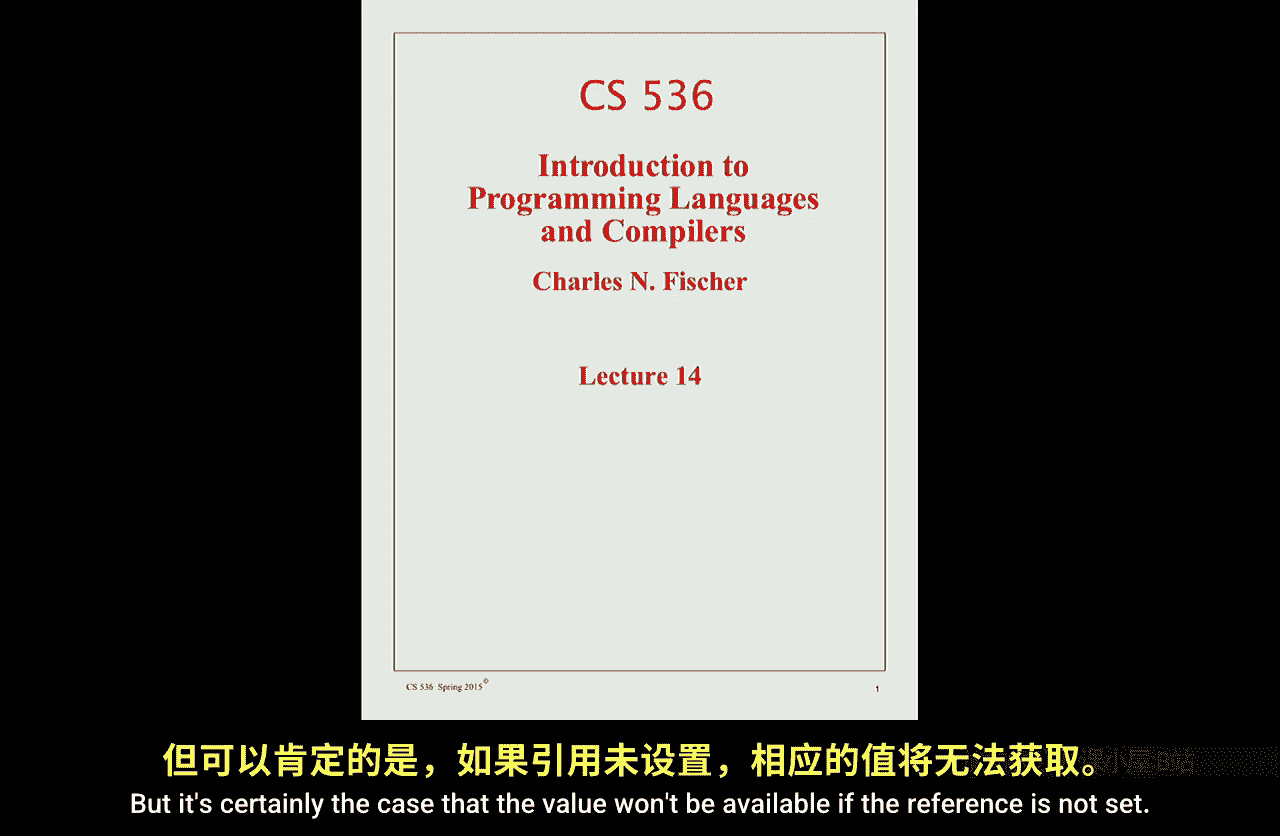 CS 536
Introduction to
Programming Languages
and Compilers
Charles N. Fischer
Lecture 14
CS 536 Spring 2015©
1
但可以肯定的是，如果引用未设置，相应的值将无法获取。
But it's certainly the case that the value won't be available if the reference is not set.